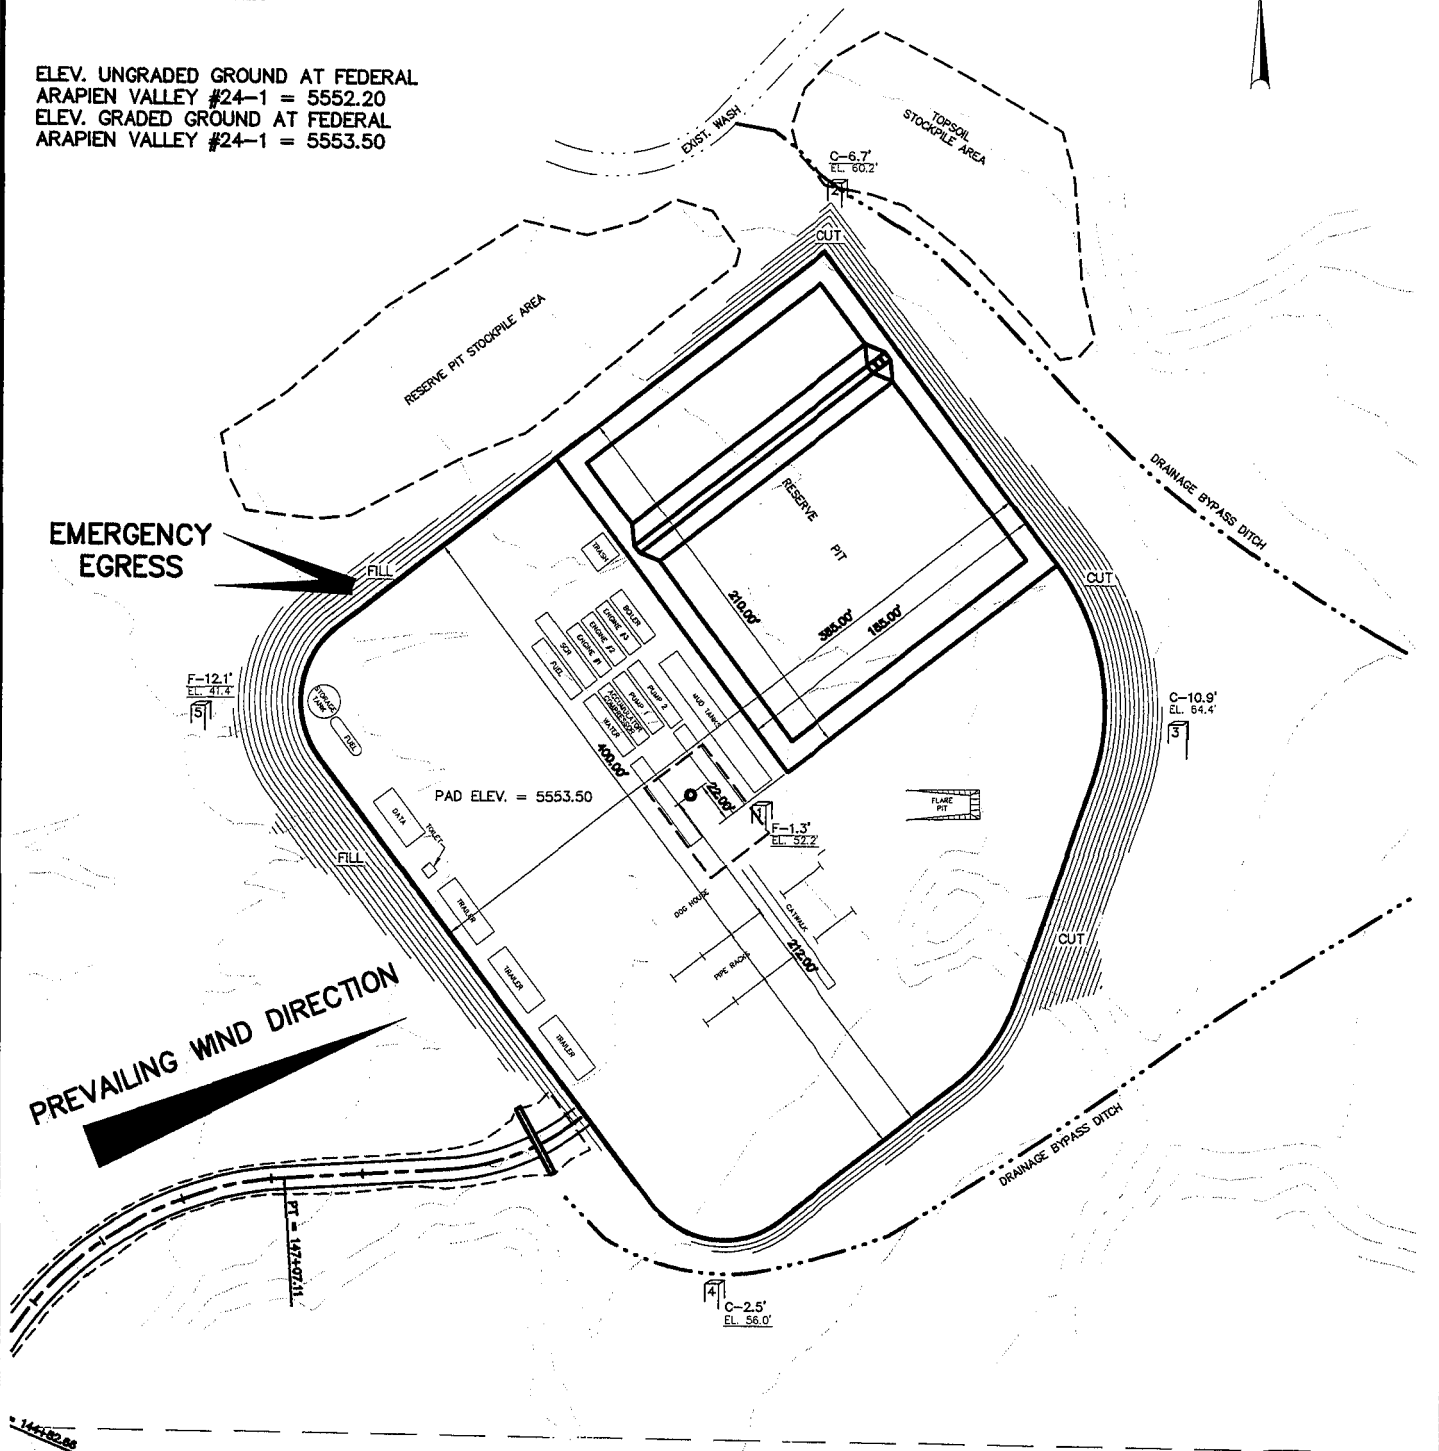 ELEV. UNGRADED GROUND AT FEDERAL
ARAPIEN VALLEY #24-1 = 5552.20
ELEV. GRADED GROUND AT FEDERAL
ARAPIEN VALLEY #24-1 = 5553.50
EXIST. WASH
TOPSOIL
STOCKPILE AREA
C-6.7'
EL. 60.2'
2
CUT
RESERVE PIT STOCKPILE AREA
DRAINAGE BYPASS DITCH
RESERVE
PIT
EMERGENCY
EGRESS
FILL
TRASH
210.00'
385.00'
185.00'
CUT
BOILER
ENGINE #3
ENGINE #2
ENGINE #1
SCR
FUEL
PUMP 2
PUMP 1
MUD TANKS
ACCUMULATOR
COMPRESSOR
WATER
F-12.1'
EL. 41.4'
5
STORAGE
TANK
FUEL
C-10.9'
EL. 64.4'
3
400.00'
PAD ELEV. = 5553.50
22.00'
DATA
TOILET
1
F-1.3'
EL. 52.2'
FLARE
PIT
FILL
TRAILER
DOG HOUSE
CATWALK
CUT
212.00'
PIPE RACKS
TRAILER
TRAILER
PREVAILING WIND DIRECTION
DRAINAGE BYPASS DITCH
PT = 147+07.11
4
C-2.5'
EL. 56.0'
= 144+82.68